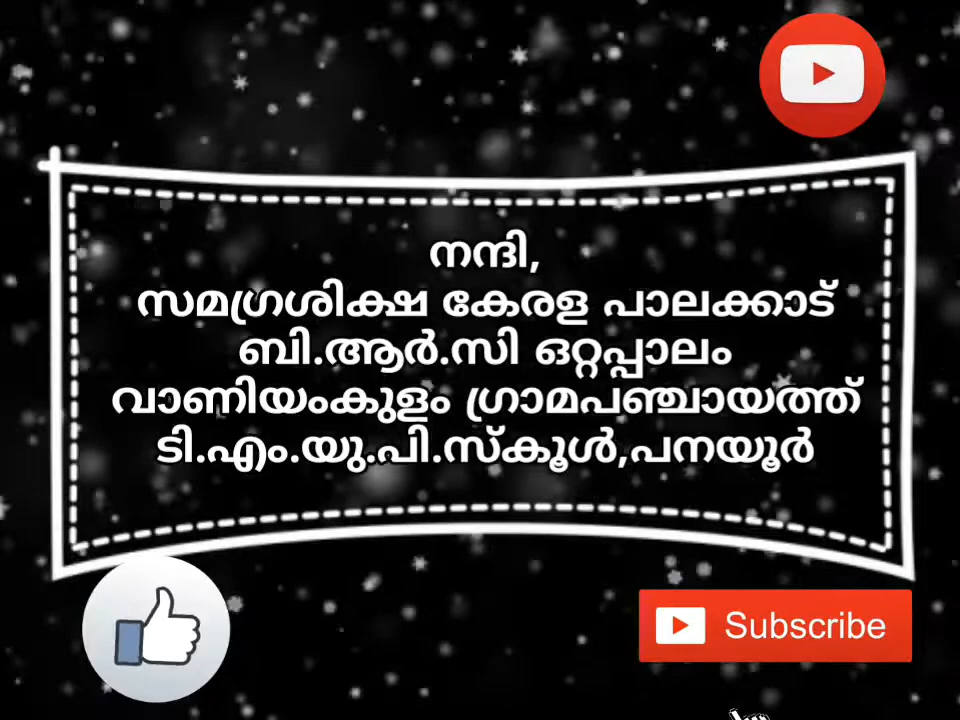 നന്ദി,
സമഗ്രശിക്ഷ കേരള പാലക്കാട്
ബി.ആർ.സി ഒറ്റപ്പാലം
വാണിയംകുളം ഗ്രാമപഞ്ചായത്ത്
ടി.എം.യു.പി.സ്കൂൾ,പനയൂർ
Subscribe